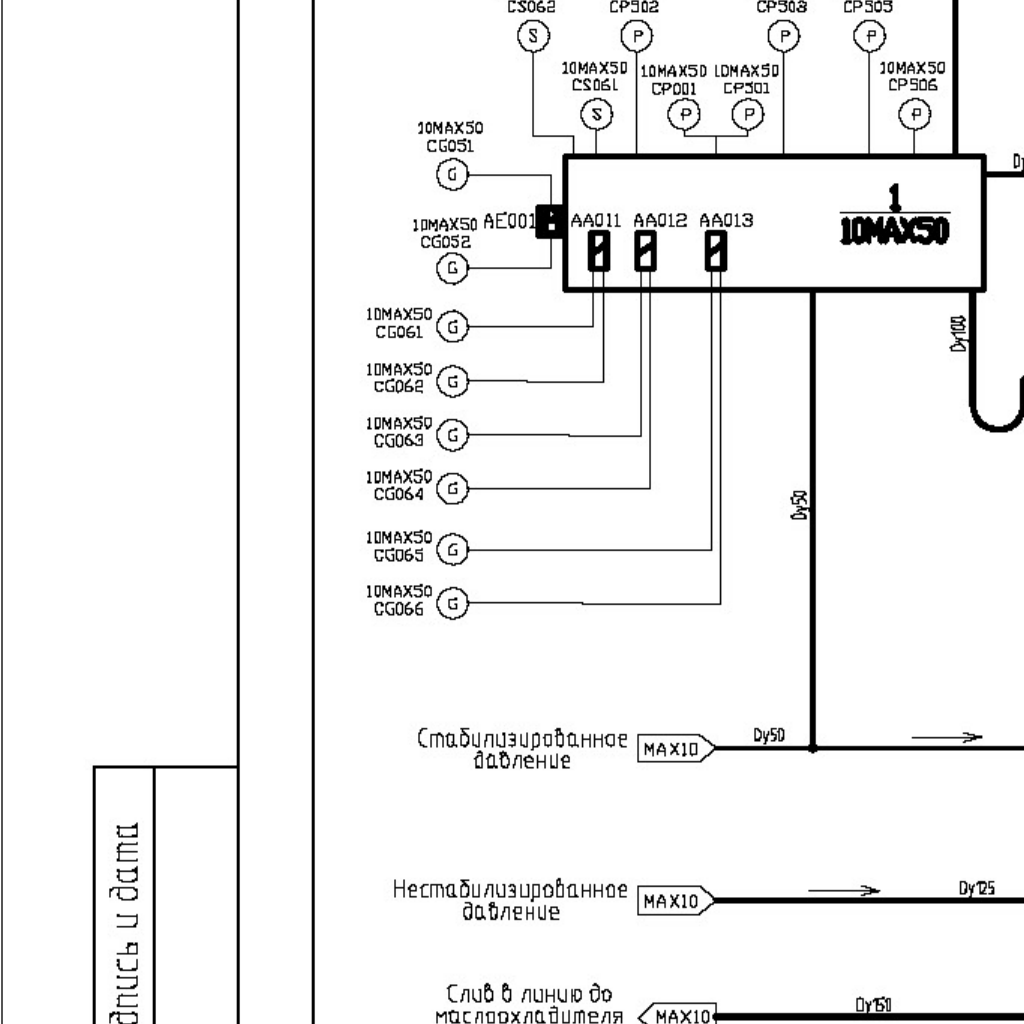 CS062
CP502
CP503
CP505
10MAX50
CS061
10MAX50
CP001
10MAX50
CP501
10MAX50
CP506
S
P
P
P
S
P
P
P
10MAX50
CG051
G
10MAX50
CG052
G
AE001
AA011
AA012
AA013
1
10MAX50
10MAX50
CG061
G
10MAX50
CG062
G
10MAX50
CG063
G
10MAX50
CG064
G
10MAX50
CG065
G
10MAX50
CG066
G
Dy100
Dy50
Стабилизированное
давление
MAX10
Dy50
Нестабилизированное
давление
MAX10
Dy125
Слив в линию до
маслоохладителя
MAX10
Dy150
дпись и дата